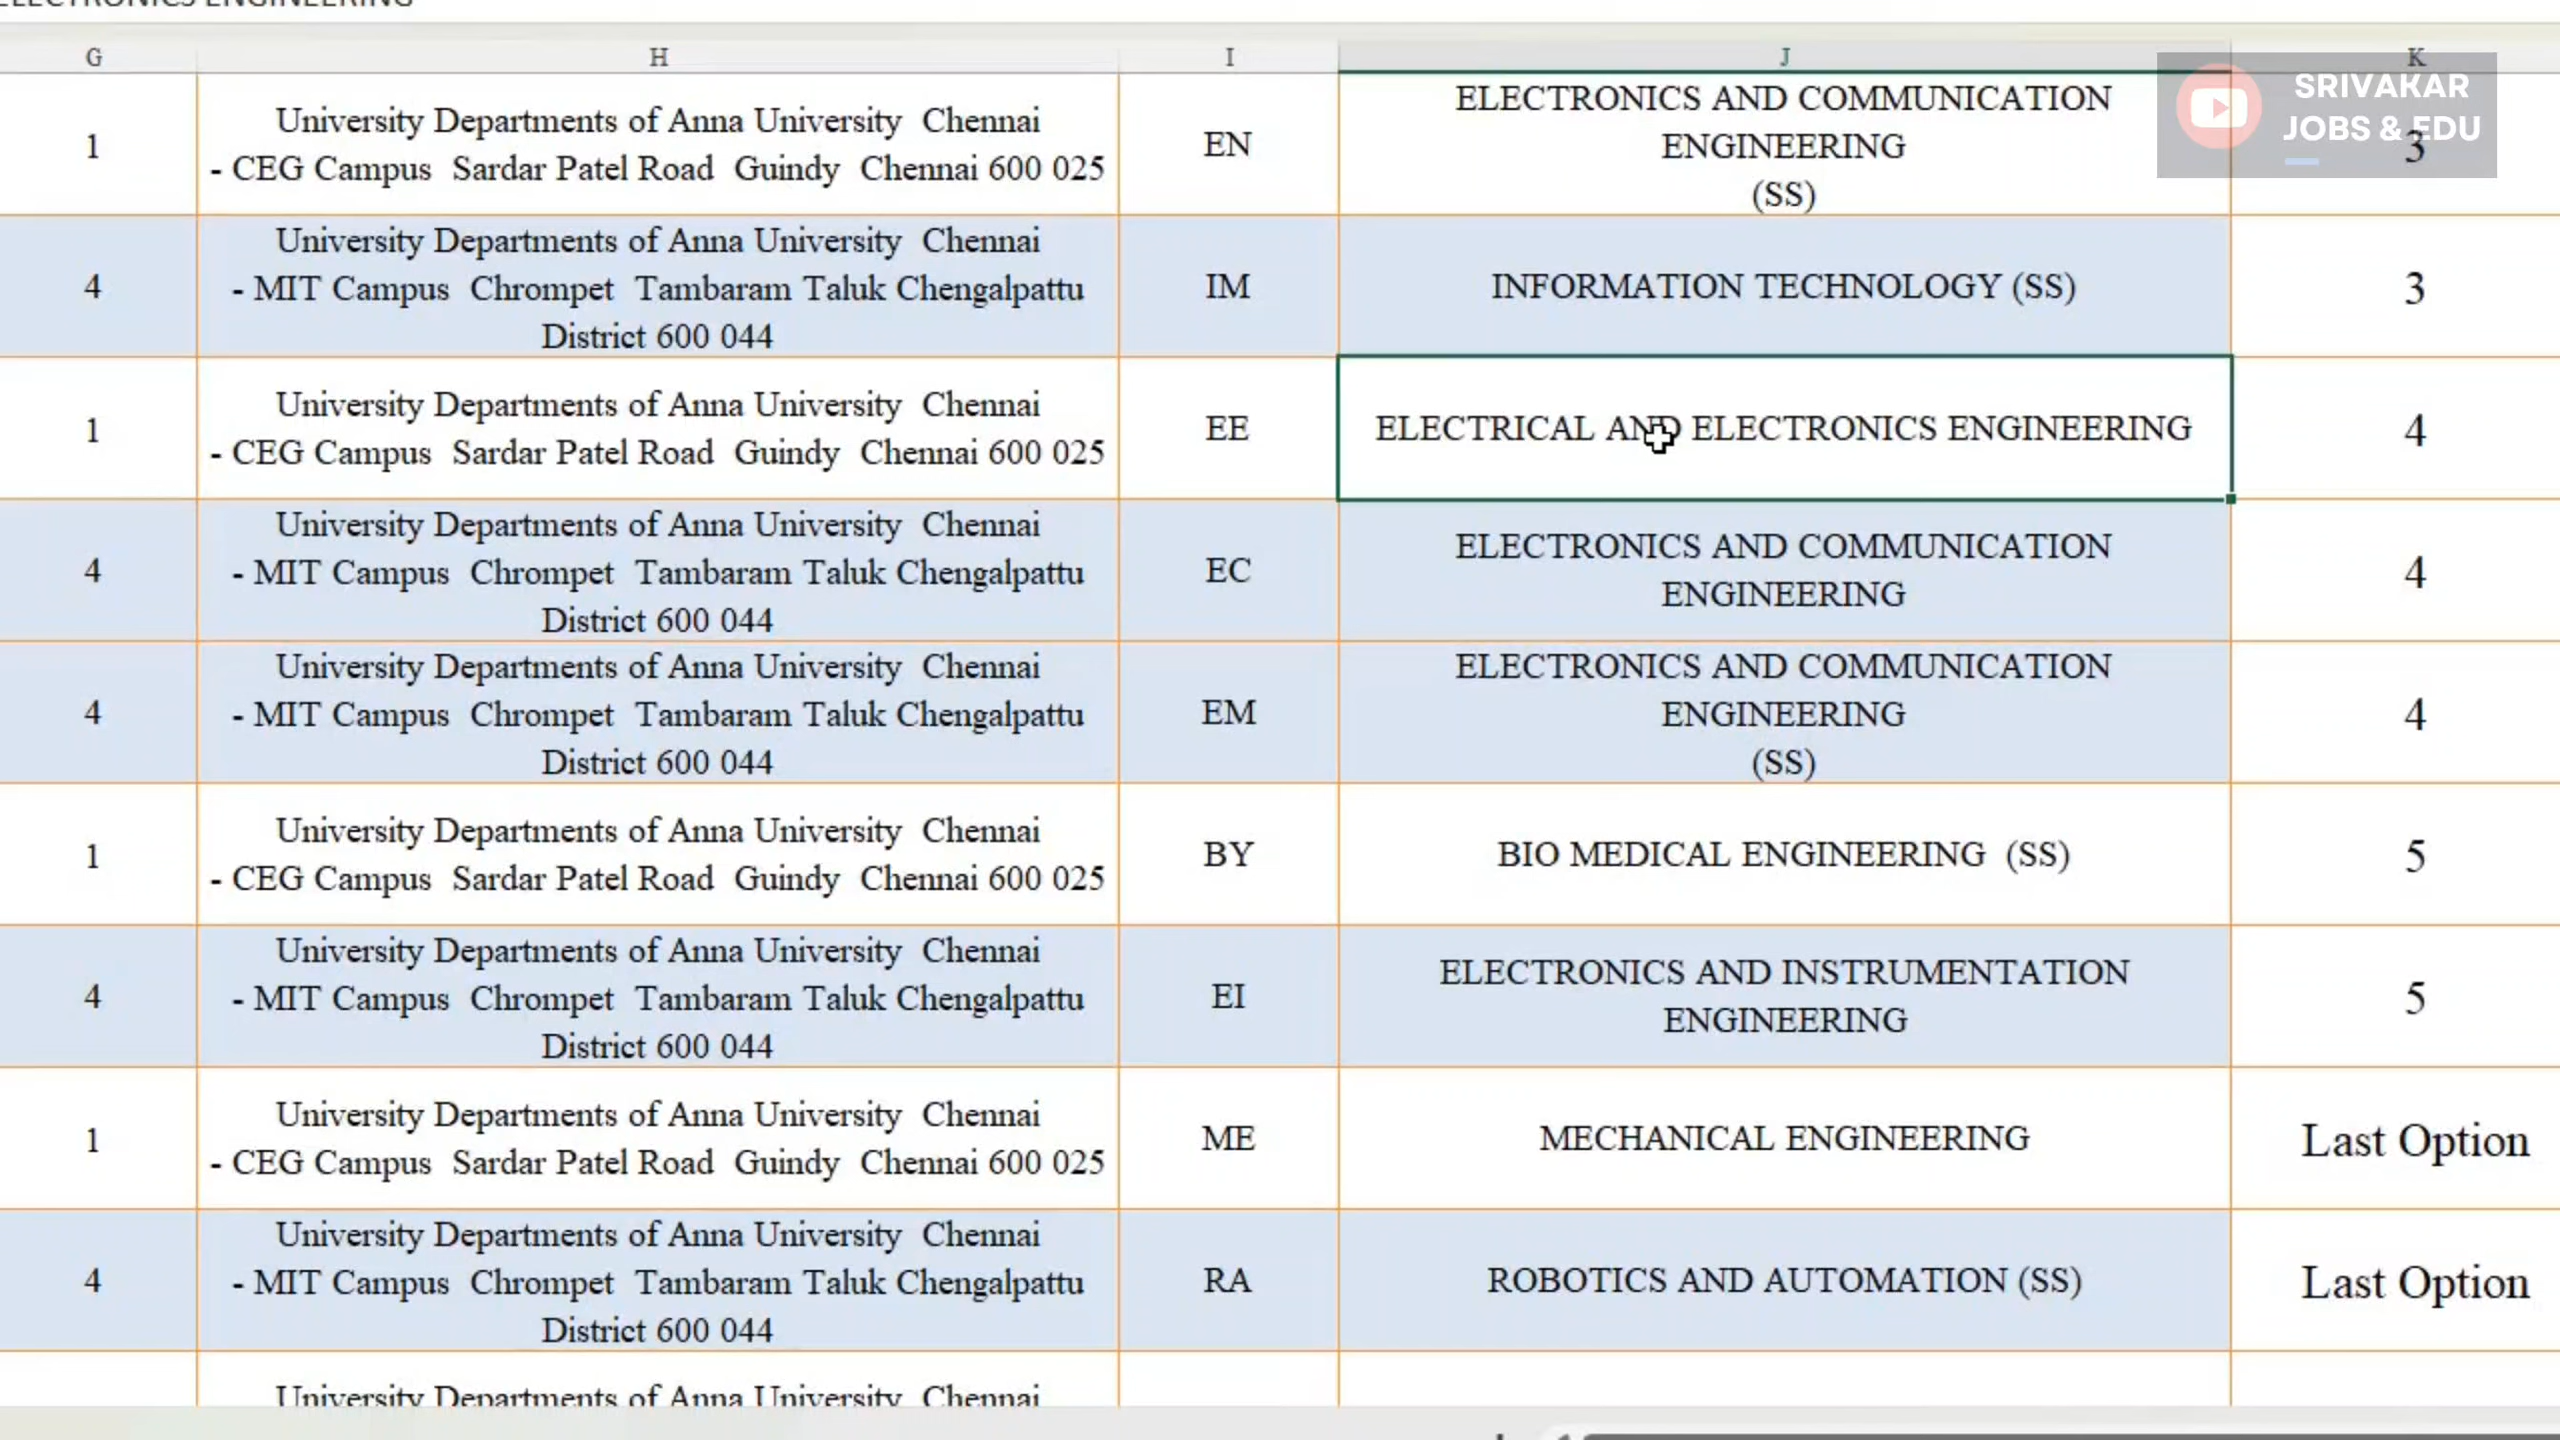 ELECTRONICS ENGINEERING
G H I J K
SRIVAKAR
JOBS & EDU
1
University Departments of Anna University Chennai
- CEG Campus Sardar Patel Road Guindy Chennai 600 025
EN
ELECTRONICS AND COMMUNICATION
ENGINEERING
(SS)
3
4
University Departments of Anna University Chennai
- MIT Campus Chrompet Tambaram Taluk Chengalpattu
District 600 044
IM
INFORMATION TECHNOLOGY (SS)
3
1
University Departments of Anna University Chennai
- CEG Campus Sardar Patel Road Guindy Chennai 600 025
EE
ELECTRICAL AND ELECTRONICS ENGINEERING
4
4
University Departments of Anna University Chennai
- MIT Campus Chrompet Tambaram Taluk Chengalpattu
District 600 044
EC
ELECTRONICS AND COMMUNICATION
ENGINEERING
4
4
University Departments of Anna University Chennai
- MIT Campus Chrompet Tambaram Taluk Chengalpattu
District 600 044
EM
ELECTRONICS AND COMMUNICATION
ENGINEERING
(SS)
4
1
University Departments of Anna University Chennai
- CEG Campus Sardar Patel Road Guindy Chennai 600 025
BY
BIO MEDICAL ENGINEERING (SS)
5
4
University Departments of Anna University Chennai
- MIT Campus Chrompet Tambaram Taluk Chengalpattu
District 600 044
EI
ELECTRONICS AND INSTRUMENTATION
ENGINEERING
5
1
University Departments of Anna University Chennai
- CEG Campus Sardar Patel Road Guindy Chennai 600 025
ME
MECHANICAL ENGINEERING
Last Option
4
University Departments of Anna University Chennai
- MIT Campus Chrompet Tambaram Taluk Chengalpattu
District 600 044
RA
ROBOTICS AND AUTOMATION (SS)
Last Option
University Departments of Anna University Chennai